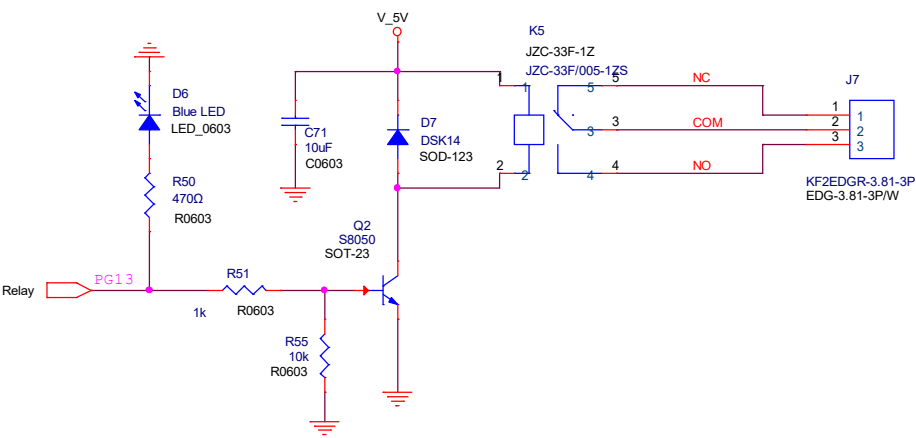 V_5V
K5
JZC-33F-1Z
JZC-33F/005-1ZS
1
1
5
5
NC
J7
D6
Blue LED
LED_0603
C71
10uF
C0603
D7
DSK14
SOD-123
3
3
COM
1
1
2
2
3
3
2
2
4
4
NO
KF2EDGR-3.81-3P
EDG-3.81-3P/W
R50
470Ω
R0603
Q2
S8050
SOT-23
Relay
PG13
R51
1k
R0603
R55
10k
R0603